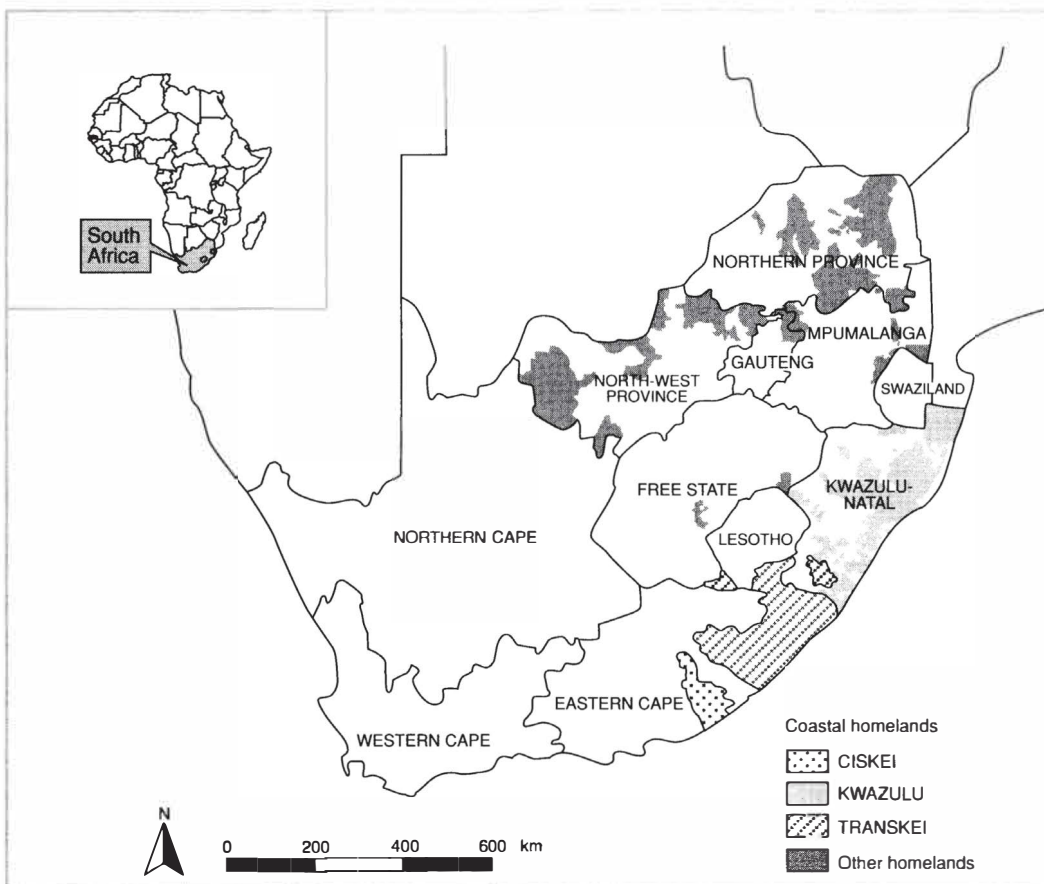 South
Africa
NORTHERN PROVINCE
MPUMALANGA
GAUTENG
NORTH-WEST
PROVINCE
SWAZILAND
FREE STATE
KWAZULU-
NATAL
NORTHERN CAPE
LESOTHO
EASTERN CAPE
WESTERN CAPE
Coastal homelands
CISKEI
KWAZULU
TRANSKEI
Other homelands
N
0 200 400 600 km